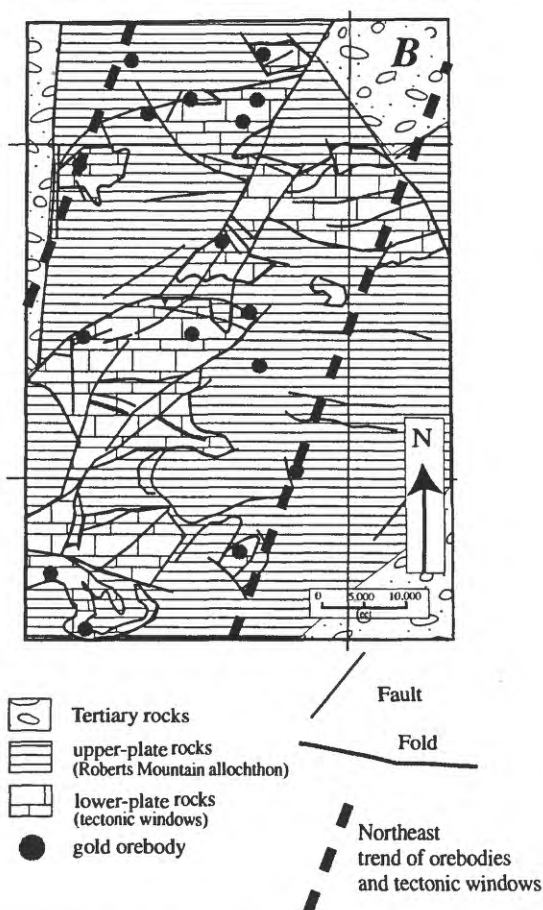 B
N
0 5,000 10,000
Fault
Tertiary rocks
Fold
upper-plate rocks
(Roberts Mountain allochthon)
lower-plate rocks
(tectonic windows)
gold orebody
Northeast
trend of orebodies
and tectonic windows